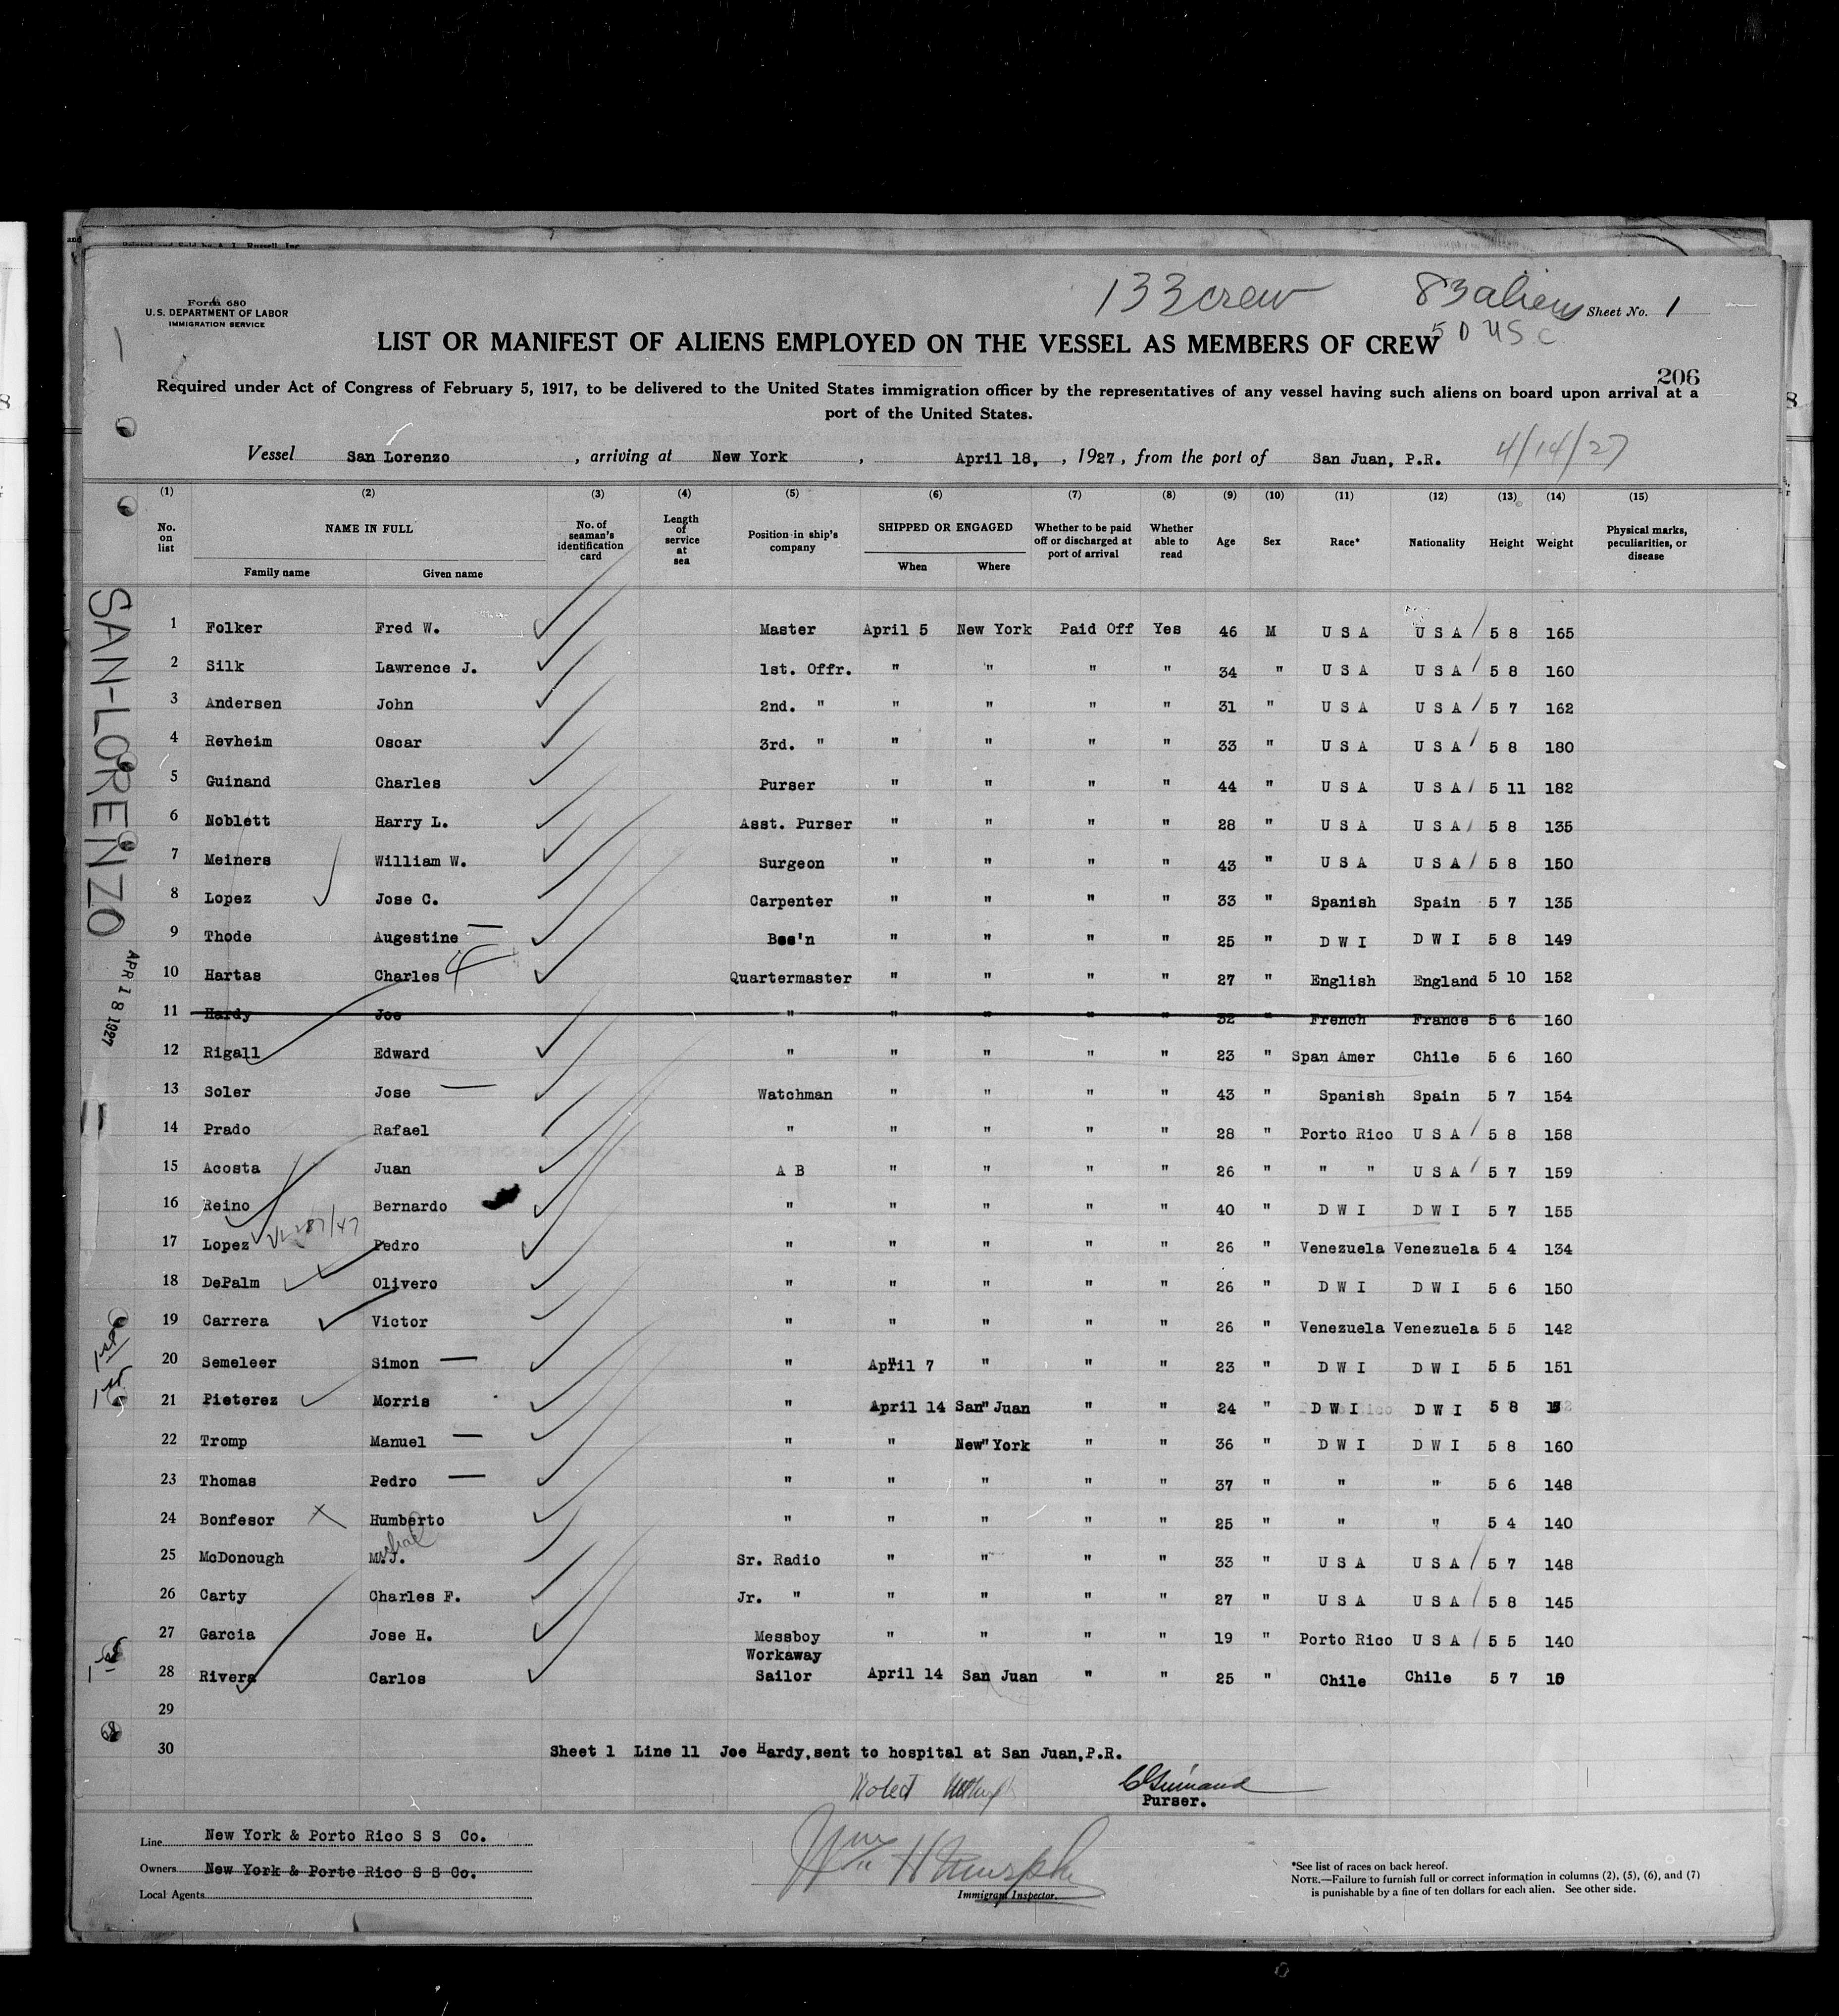 133 crew 83 aliens Sheet No. 1
50 USC
Form 680
U.S. DEPARTMENT OF LABOR
IMMIGRATION SERVICE
LIST OR MANIFEST OF ALIENS EMPLOYED ON THE VESSEL AS MEMBERS OF CREW
206
Required under Act of Congress of February 5, 1917, to be delivered to the United States immigration officer by the representatives of any vessel having such aliens on board upon arrival at a
port of the United States.
Vessel San Lorenzo, arriving at New York, April 18, 1927, from the port of San Juan, P.R. 4/14/27
(1) (2) (3) (4) (5) (6) (7) (8) (9) (10) (11) (12) (13) (14) (15)
No. on list NAME IN FULL Family name Given name No. of seaman's identification card Length of service at sea Position in ship's company SHIPPED OR ENGAGED When Where Whether to be paid off or discharged at port of arrival Whether able to read Age Sex Race* Nationality Height Weight Physical marks, peculiarities, or disease
SAN-LORENZO
APR 18 1927
1 Folker Fred W. Master April 5 New York Paid Off Yes 46 M U S A U S A 5 8 165
2 Silk Lawrence J. 1st. Offr. " " " " 34 " U S A U S A 5 8 160
3 Andersen John 2nd. " " " " " 31 " U S A U S A 5 7 162
4 Revheim Oscar 3rd. " " " " " 33 " U S A U S A 5 8 180
5 Guinand Charles Purser " " " " 44 " U S A U S A 5 11 182
6 Noblett Harry L. Asst. Purser " " " " 28 " U S A U S A 5 8 135
7 Meiners William W. Surgeon " " " " 43 " U S A U S A 5 8 150
8 Lopez Jose C. Carpenter " " " " 33 " Spanish Spain 5 7 135
9 Thode Augestine Bos'n " " " " 25 " D W I D W I 5 8 149
10 Hartas Charles Quartermaster " " " " 27 " English England 5 10 152
11 Hardy Joe " " " " " 32 " French France 5 6 160
12 Rigall Edward " " " " " 23 " Span Amer Chile 5 6 160
13 Soler Jose Watchman " " " " 43 " Spanish Spain 5 7 154
14 Prado Rafael " " " " " 28 " Porto Rico U S A 5 8 158
15 Acosta Juan A B " " " " 26 " " " U S A 5 7 159
16 Reino Bernardo " " " " " 40 " D W I D W I 5 7 155
17 Lopez Pedro " " " " " 26 " Venezuela Venezuela 5 4 134
18 DePalm Olivero " " " " " 26 " D W I D W I 5 6 150
19 Carrera Victor " " " " " 26 " Venezuela Venezuela 5 5 142
20 Semeleer Simon " April 7 " " " 23 " D W I D W I 5 5 151
21 Pieterez Morris " April 14 San Juan " " 24 " D W I D W I 5 8
22 Tromp Manuel " " New York " " 36 " D W I D W I 5 8 160
23 Thomas Pedro " " " " " 37 " " " 5 6 148
24 Bonfesor Humberto " " " " " 25 " " " 5 4 140
25 McDonough M.J. Sr. Radio " " " " 33 " U S A U S A 5 7 148
26 Carty Charles F. Jr. " " " " " 27 " U S A U S A 5 8 145
27 Garcia Jose H. Messboy " " " " 19 " Porto Rico U S A 5 5 140
28 Rivera Carlos Workaway Sailor April 14 San Juan " " 25 " Chile Chile 5 7
29
30 Sheet 1 Line 11 Joe Hardy, sent to hospital at San Juan, P.R.
Noted CGuinand
Purser.
Line New York & Porto Rico S S Co.
Owners New York & Porto Rico S S Co.
Local Agents
Wm H Murphy
Immigrant Inspector.
*See list of races on back hereof.
NOTE.—Failure to furnish full or correct information in columns (2), (5), (6), and (7)
is punishable by a fine of ten dollars for each alien. See other side.